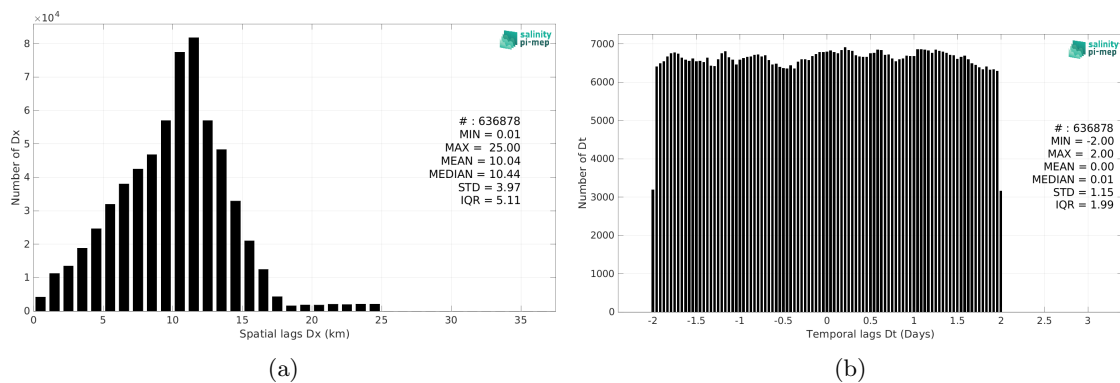 ×10⁴
8
7
6
5
4
3
2
1
0
Number of Dx
0 5 10 15 20 25 30 35
Spatial lags Dx (km)
salinity
pi-mep
# : 636878
MIN = 0.01
MAX = 25.00
MEAN = 10.04
MEDIAN = 10.44
STD = 3.97
IQR = 5.11
(a)
7000
6000
5000
4000
3000
2000
1000
0
Number of Dt
-2 -1.5 -1 -0.5 0 0.5 1 1.5 2 2.5 3
Temporal lags Dt (Days)
salinity
pi-mep
# : 636878
MIN = -2.00
MAX = 2.00
MEAN = 0.00
MEDIAN = 0.01
STD = 1.15
IQR = 1.99
(b)